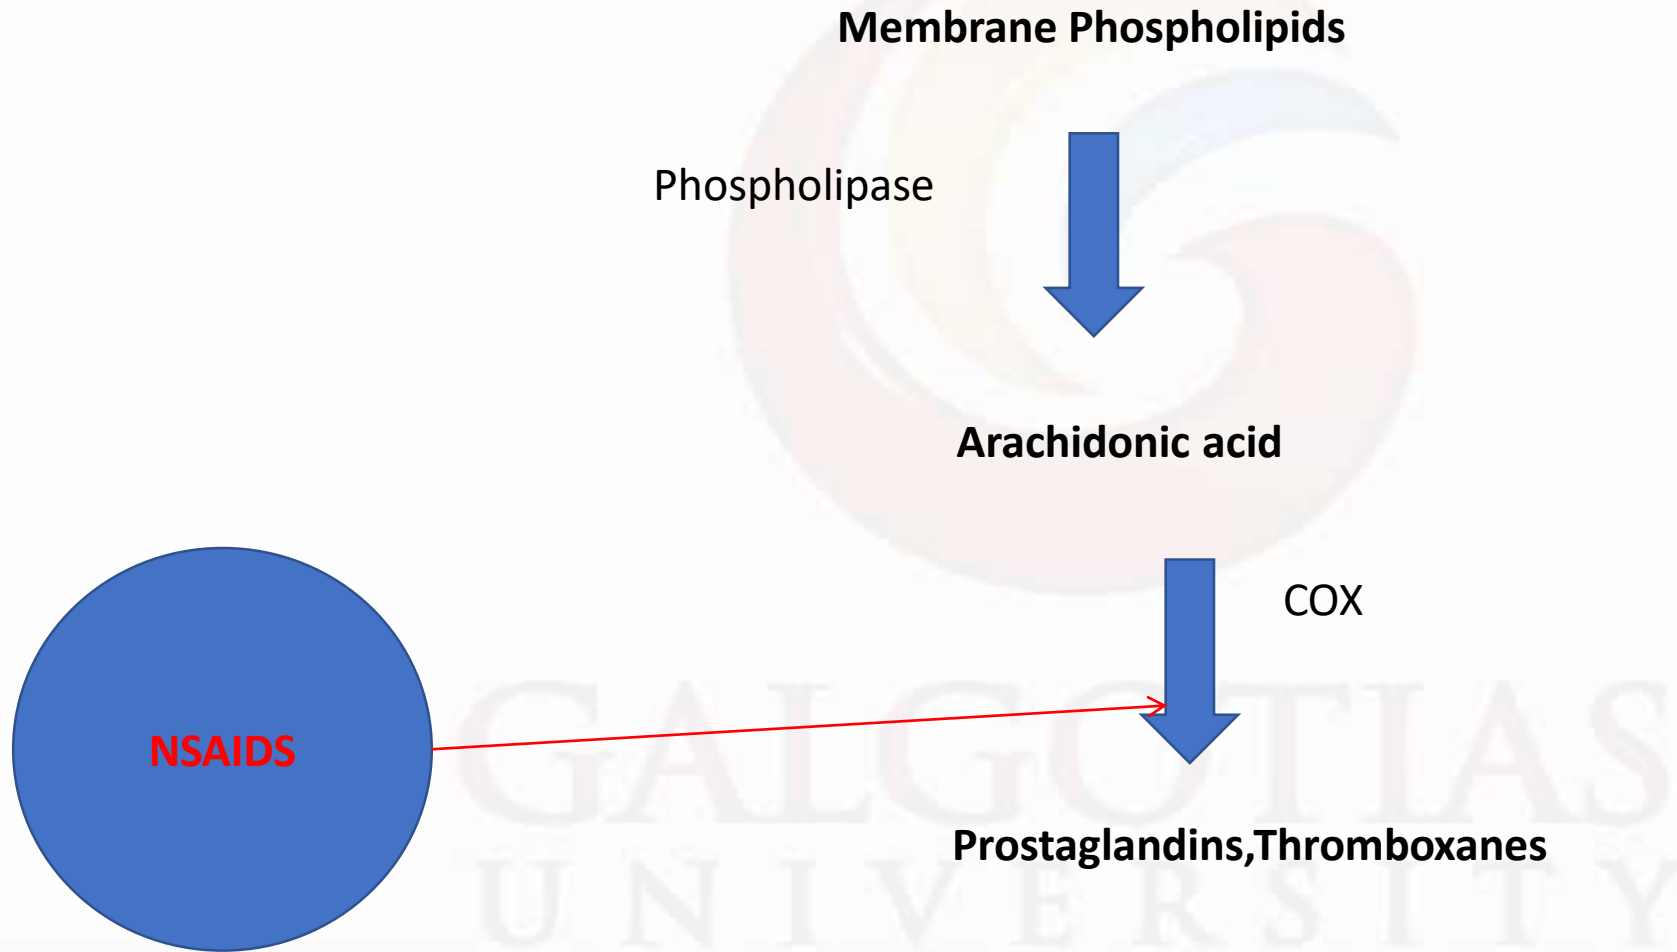 Membrane Phospholipids
Phospholipase
Arachidonic acid
COX
NSAIDS
GALGOTIAS
Prostaglandins,Thromboxanes
UNIVERSITY